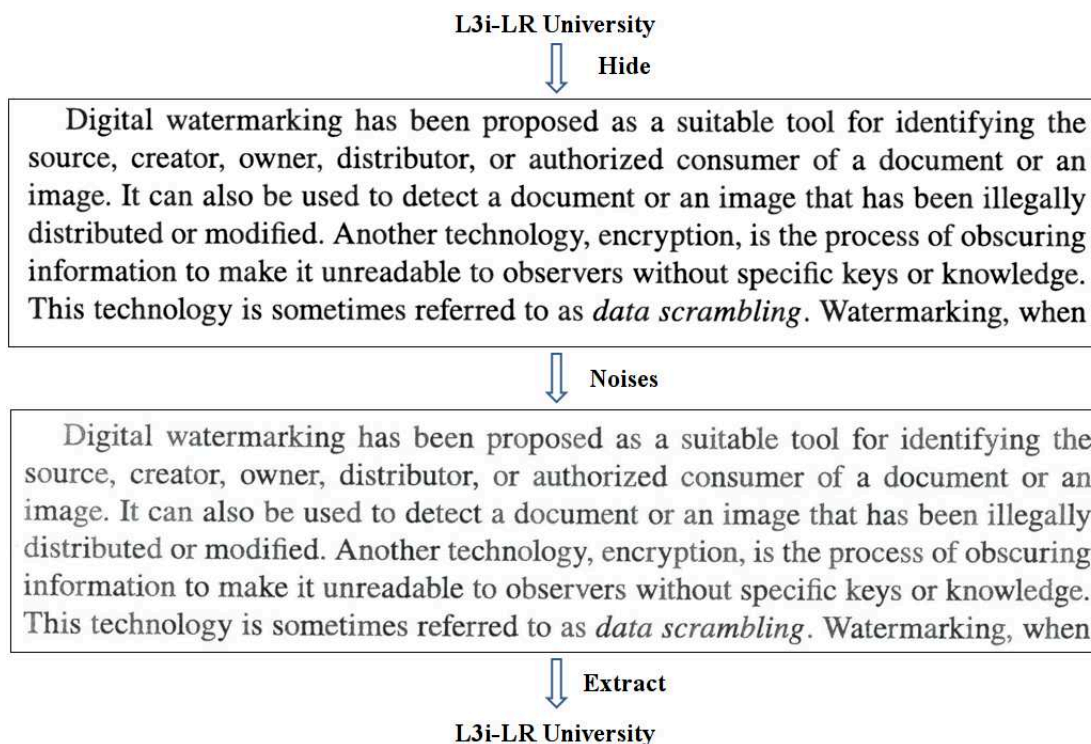 L3i-LR University
Hide
Digital watermarking has been proposed as a suitable tool for identifying the
source, creator, owner, distributor, or authorized consumer of a document or an
image. It can also be used to detect a document or an image that has been illegally
distributed or modified. Another technology, encryption, is the process of obscuring
information to make it unreadable to observers without specific keys or knowledge.
This technology is sometimes referred to as data scrambling. Watermarking, when
Noises
Digital watermarking has been proposed as a suitable tool for identifying the
source, creator, owner, distributor, or authorized consumer of a document or an
image. It can also be used to detect a document or an image that has been illegally
distributed or modified. Another technology, encryption, is the process of obscuring
information to make it unreadable to observers without specific keys or knowledge.
This technology is sometimes referred to as data scrambling. Watermarking, when
Extract
L3i-LR University